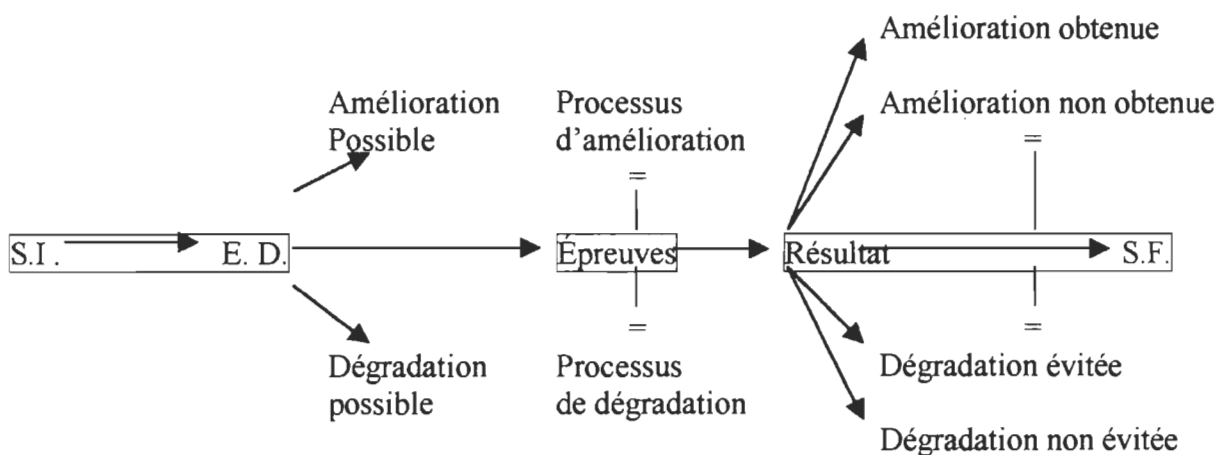 Amélioration obtenue
Amélioration
Possible
Processus
d'amélioration
Amélioration non obtenue
=
=
S.I .
E. D.
Épreuves
Résultat
S.F.
=
=
Dégradation
possible
Processus
de dégradation
Dégradation évitée
Dégradation non évitée